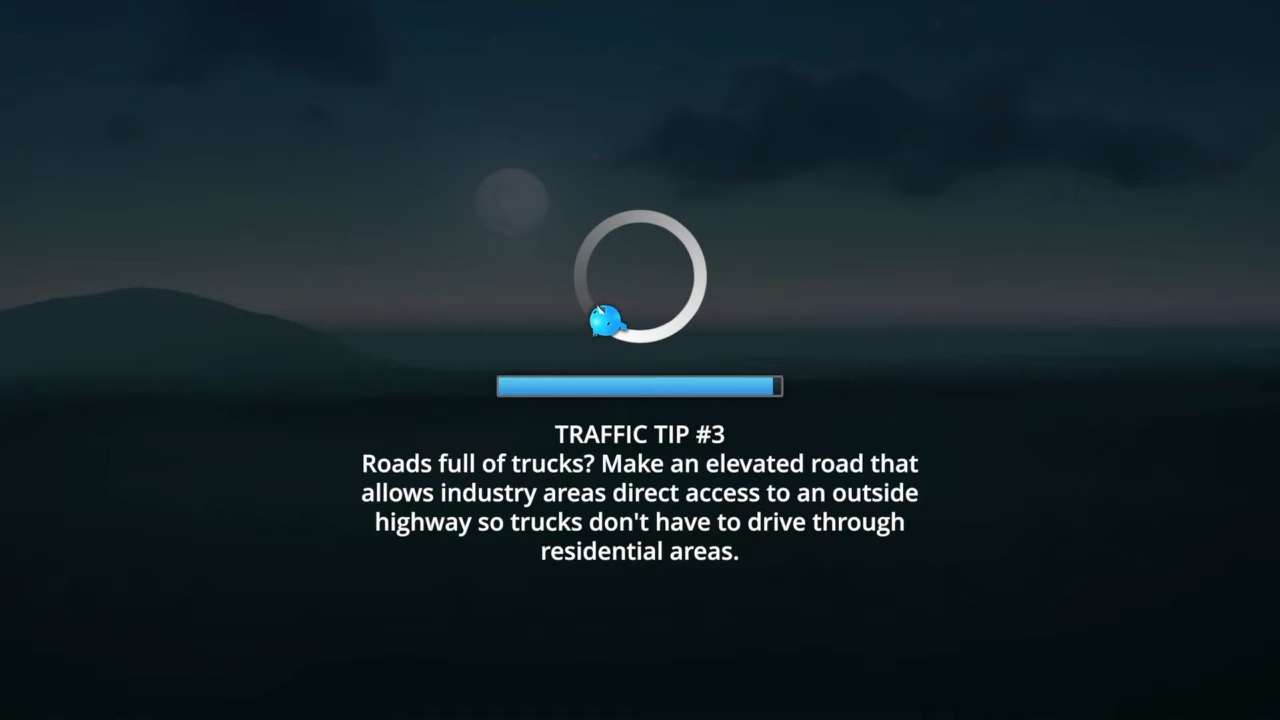 TRAFFIC TIP #3
Roads full of trucks? Make an elevated road that
allows industry areas direct access to an outside
highway so trucks don't have to drive through
residential areas.